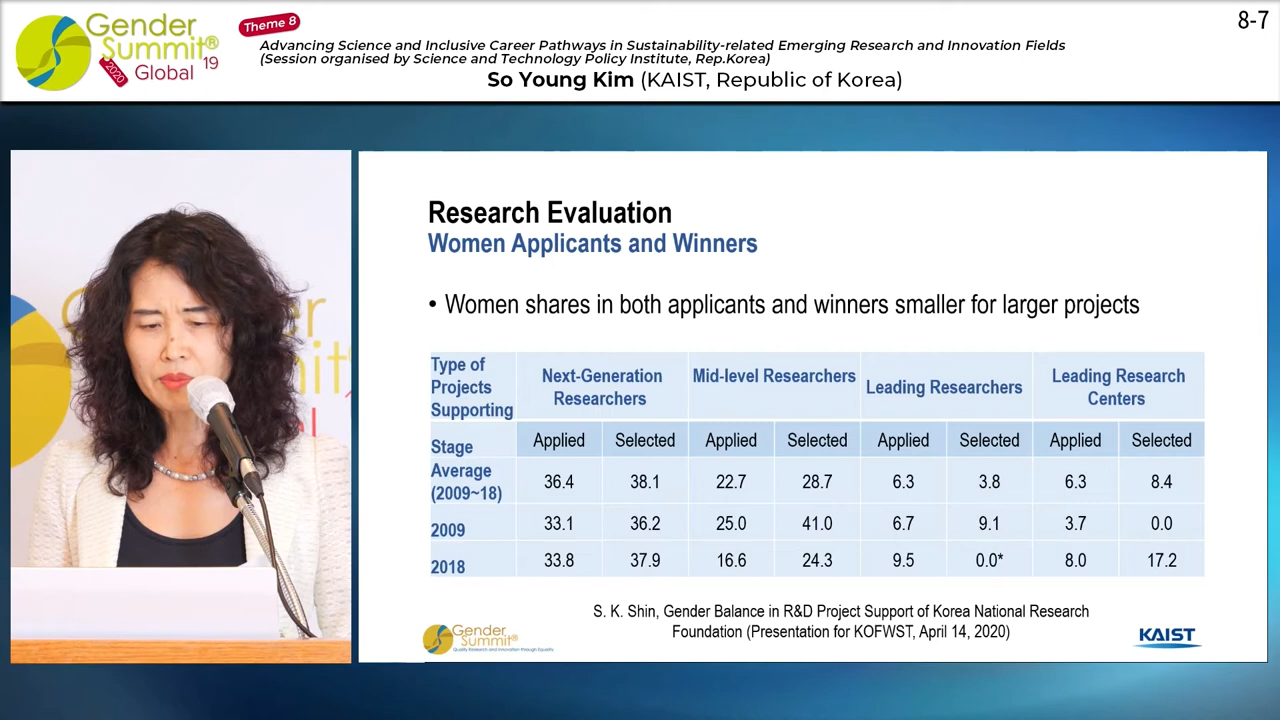 Gender
Summit®
Global 19
2020
Theme 8
Advancing Science and Inclusive Career Pathways in Sustainability-related Emerging Research and Innovation Fields
(Session organised by Science and Technology Policy Institute, Rep.Korea)
So Young Kim (KAIST, Republic of Korea)
8-7
Research Evaluation
Women Applicants and Winners
• Women shares in both applicants and winners smaller for larger projects
Type of Projects Supporting Next-Generation Researchers Mid-level Researchers Leading Researchers Leading Research Centers
Stage Applied Selected Applied Selected Applied Selected Applied Selected
Average (2009~18) 36.4 38.1 22.7 28.7 6.3 3.8 6.3 8.4
2009 33.1 36.2 25.0 41.0 6.7 9.1 3.7 0.0
2018 33.8 37.9 16.6 24.3 9.5 0.0* 8.0 17.2
S. K. Shin, Gender Balance in R&D Project Support of Korea National Research
Foundation (Presentation for KOFWST, April 14, 2020)
Gender
Summit®
Quality Research and Innovation through Equality
KAIST